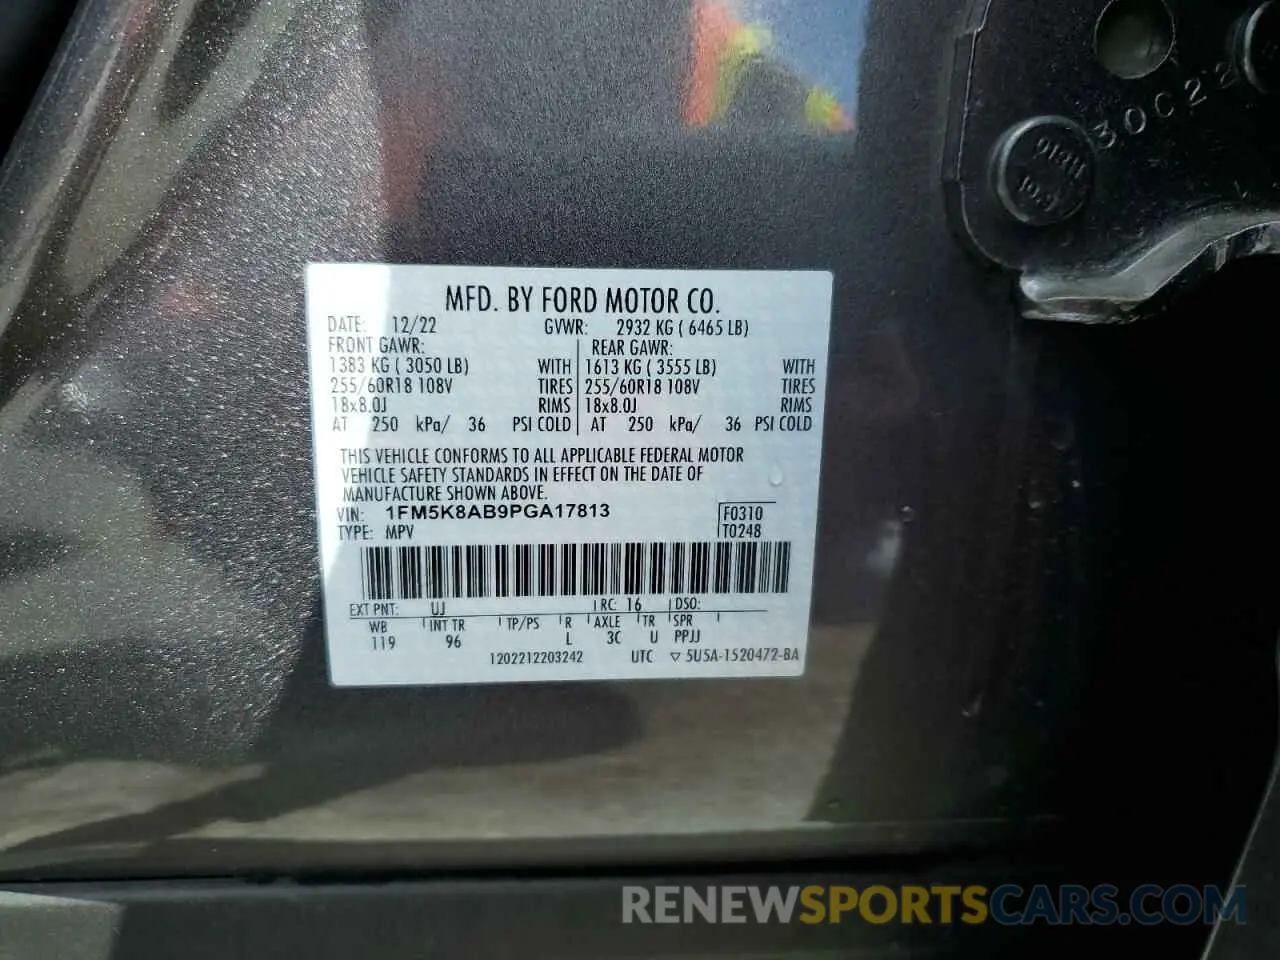 MFD. BY FORD MOTOR CO.
DATE: 12/22 GVWR: 2932 KG ( 6465 LB)
FRONT GAWR: REAR GAWR:
1383 KG ( 3050 LB) WITH 1613 KG ( 3555 LB) WITH
255/60R18 108V TIRES 255/60R18 108V TIRES
18x8.0J RIMS 18x8.0J RIMS
AT 250 kPa/ 36 PSI COLD AT 250 kPa/ 36 PSI COLD
THIS VEHICLE CONFORMS TO ALL APPLICABLE FEDERAL MOTOR
VEHICLE SAFETY STANDARDS IN EFFECT ON THE DATE OF
MANUFACTURE SHOWN ABOVE.
VIN: 1FM5K8AB9PGA17813 F0310
TYPE: MPV T0248
EXT PNT: UJ RC: 16 DSO:
WB INT TR TP/PS R AXLE TR SPR
119 96 L 3C U PPJJ
1202212203242 UTC ▽ 5U5A-1520472-BA
RENEWSPORTSCARS.COM